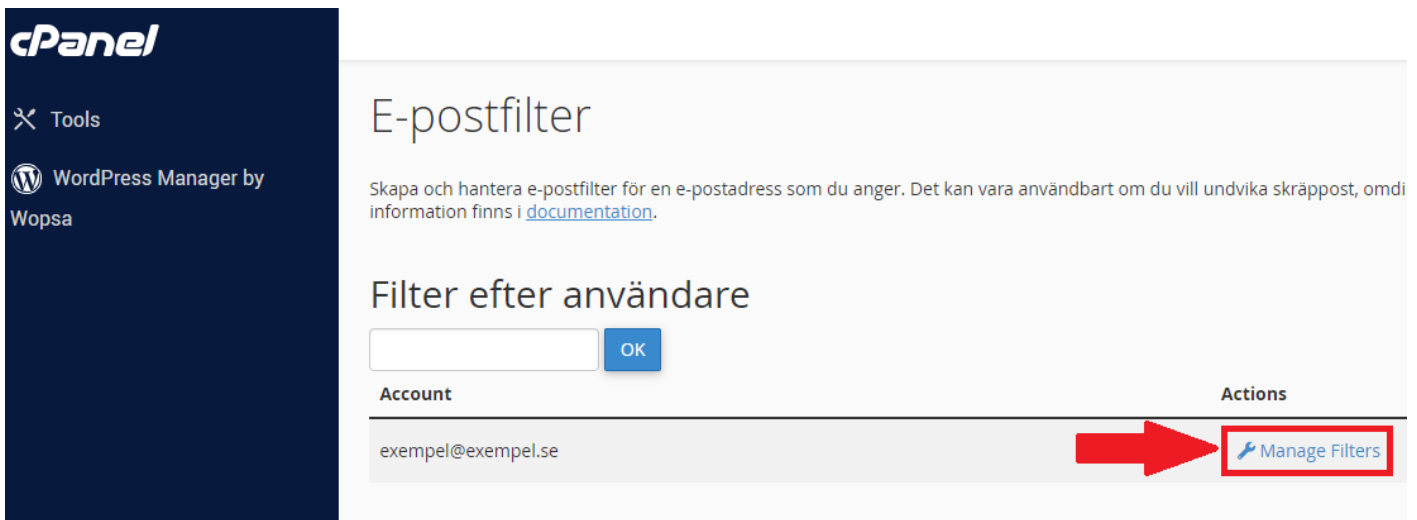 cPanel
Tools
WordPress Manager by
Wopsa
E-postfilter
Skapa och hantera e-postfilter för en e-postadress som du anger. Det kan vara användbart om du vill undvika skräppost, omdi
information finns i documentation.
Filter efter användare
OK
Account Actions
exempel@exempel.se Manage Filters